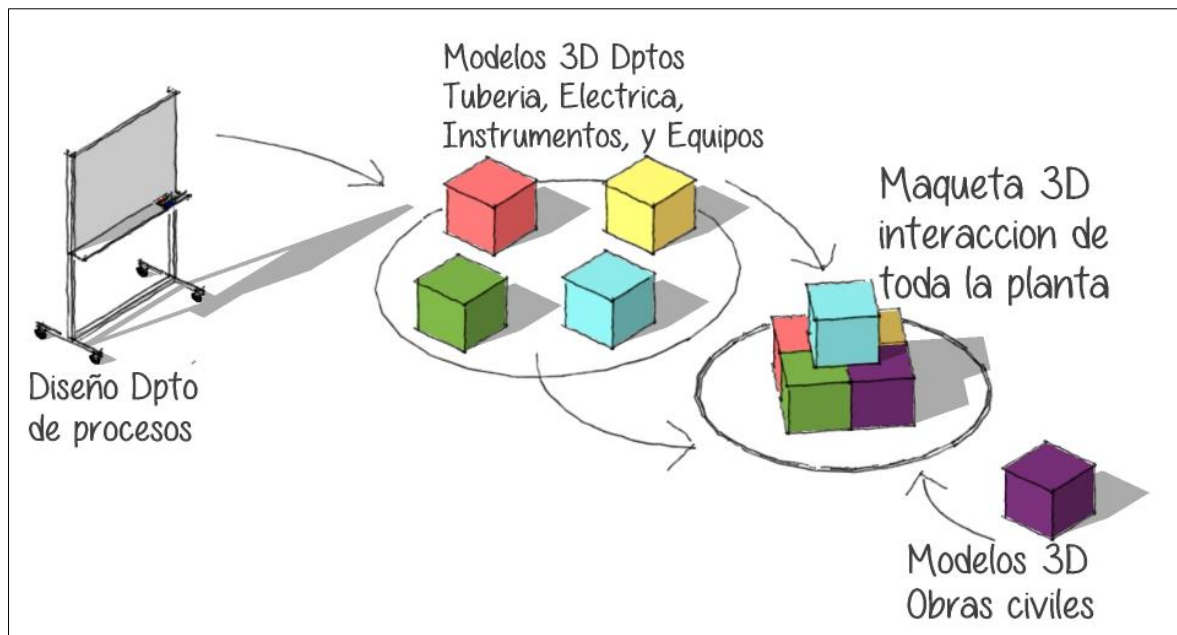 Modelos 3D Dptos
Tuberia, Electrica,
Instrumentos, y Equipos
Maqueta 3D
interaccion de
toda la planta
Diseño Dpto
de procesos
Modelos 3D
Obras civiles